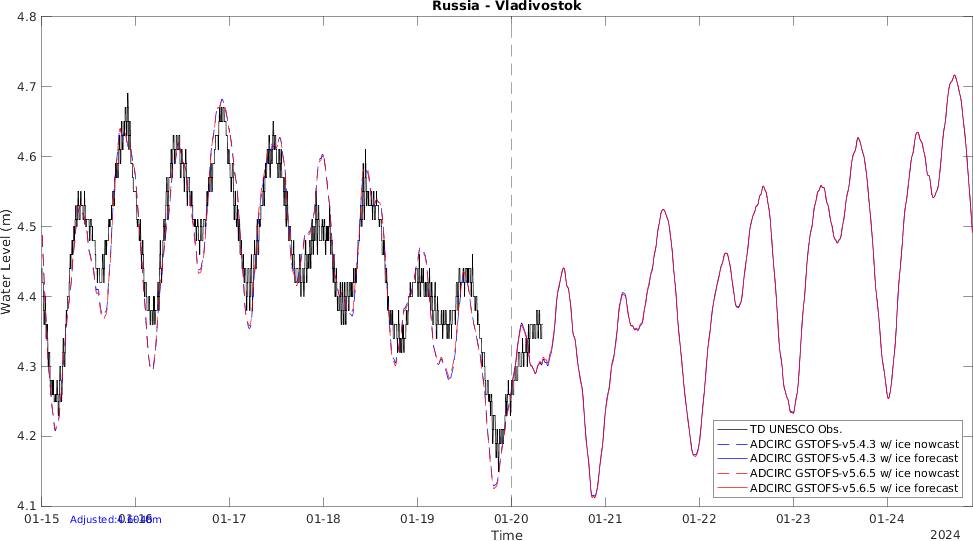 Russia - Vladivostok
4.8
4.7
4.6
4.5
4.4
4.3
4.2
4.1
Water Level (m)
TD UNESCO Obs.
ADCIRC GSTOFS-v5.4.3 w/ ice nowcast
ADCIRC GSTOFS-v5.4.3 w/ ice forecast
ADCIRC GSTOFS-v5.6.5 w/ ice nowcast
ADCIRC GSTOFS-v5.6.5 w/ ice forecast
01-15 01-16 01-17 01-18 01-19 01-20 01-21 01-22 01-23 01-24
Adjusted:
Time
2024